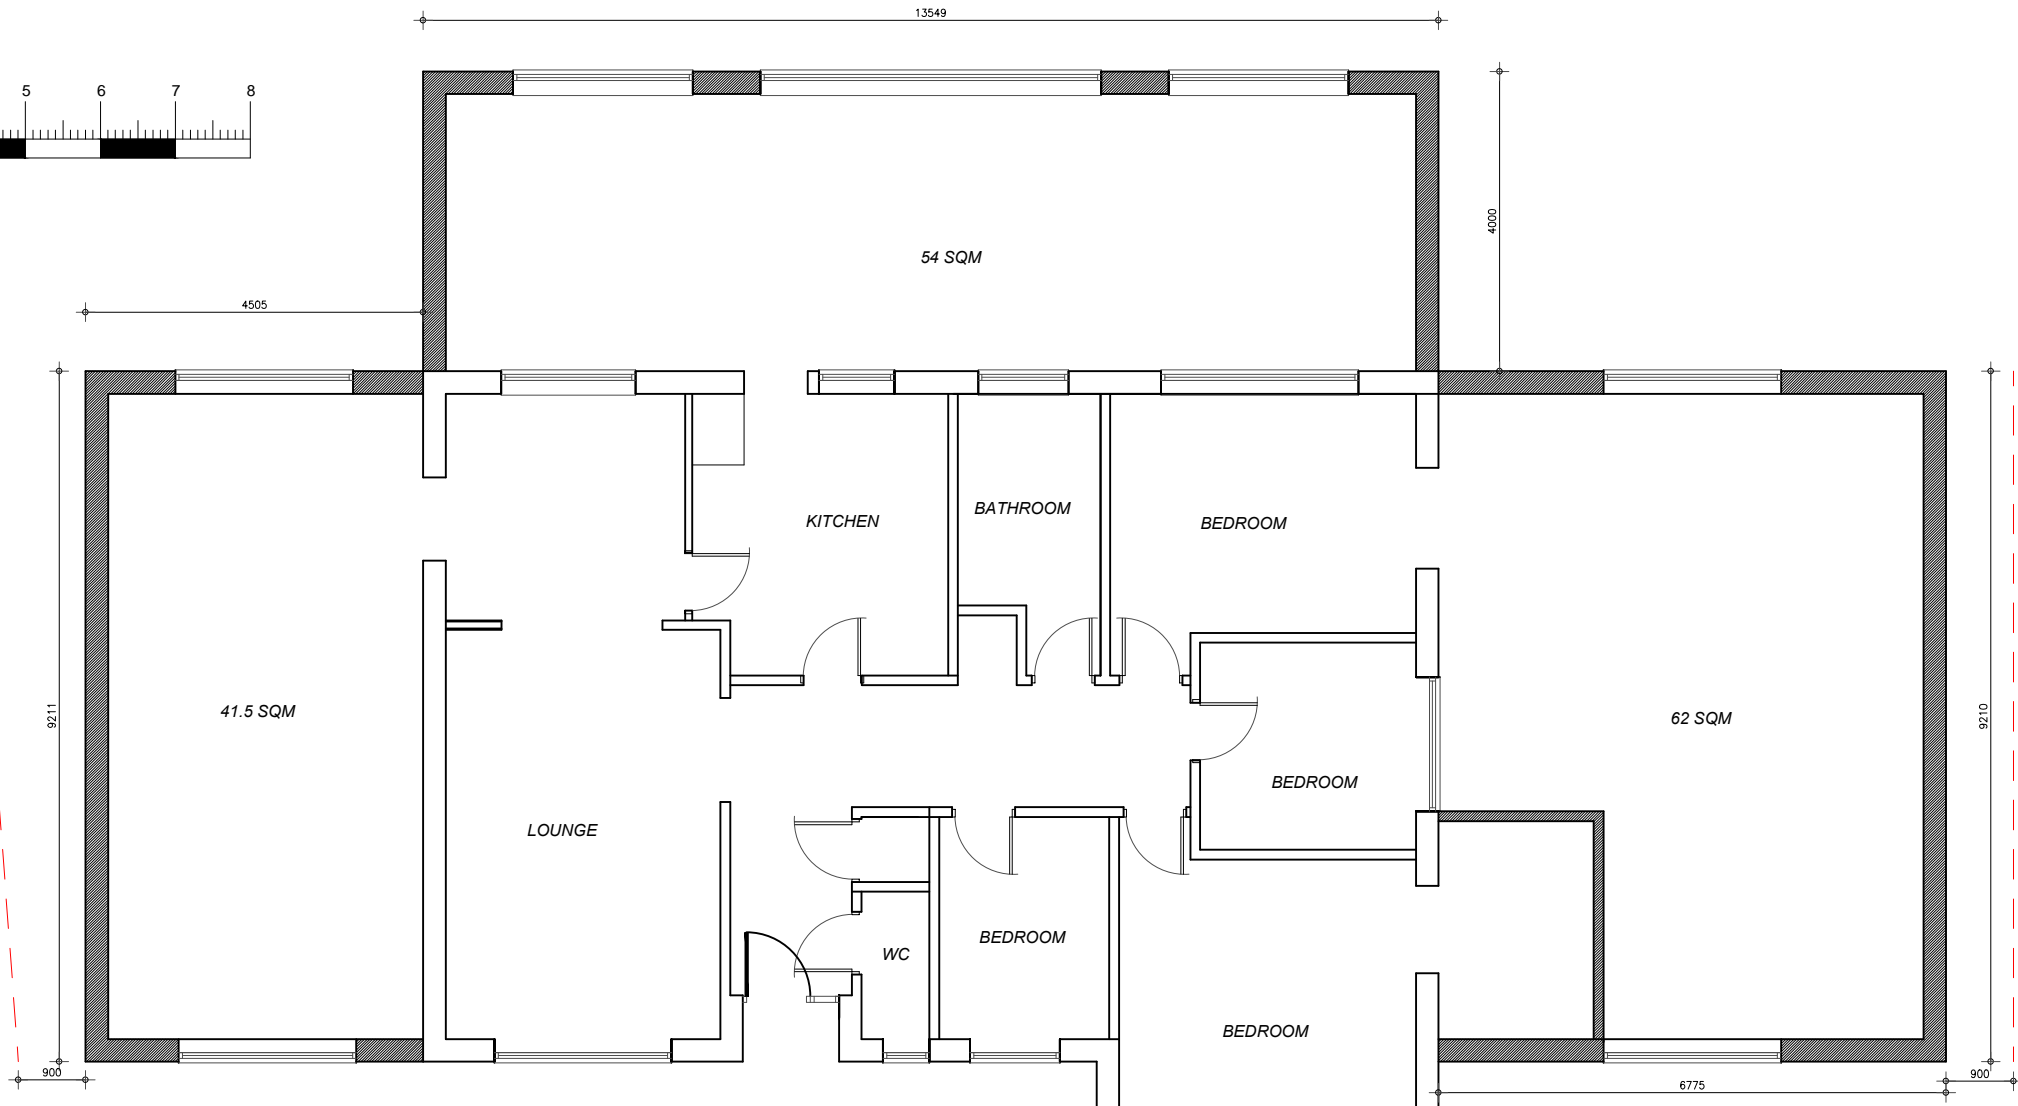 13549
5 6 7 8
4000
54 SQM
4505
KITCHEN
BATHROOM
BEDROOM
9211
41.5 SQM
62 SQM
9210
BEDROOM
LOUNGE
BEDROOM
WC
BEDROOM
900
6775
900